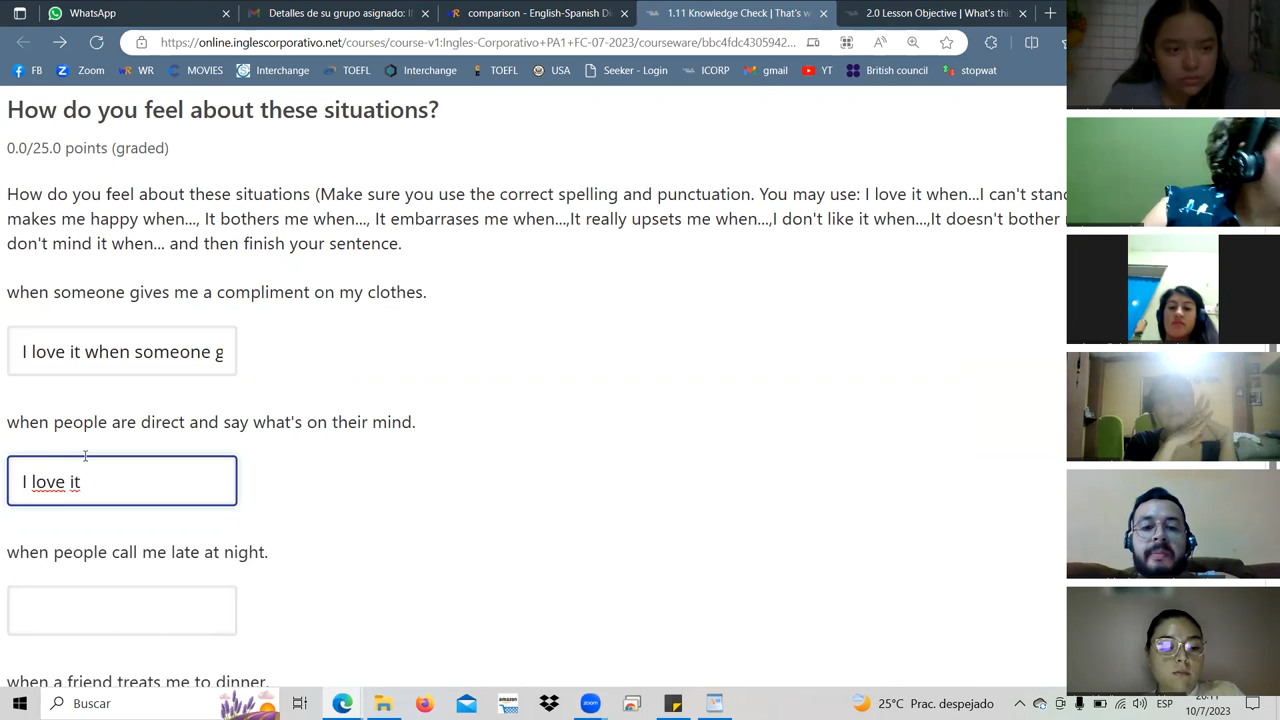 WhatsApp
Detalles de su grupo asignado: I
comparison - English-Spanish Di
1.11 Knowledge Check | That's w
2.0 Lesson Objective | What's thi
https://online.inglescorporativo.net/courses/course-v1:Ingles-Corporativo+PA1+FC-07-2023/courseware/bbc4fdc4305942...
FB
Zoom
WR
MOVIES
Interchange
TOEFL
Interchange
TOEFL
USA
Seeker - Login
ICORP
gmail
YT
British council
stopwat
How do you feel about these situations?
0.0/25.0 points (graded)
How do you feel about these situations (Make sure you use the correct spelling and punctuation. You may use: I love it when...I can't stand
makes me happy when..., It bothers me when..., It embarrases me when...,It really upsets me when...,I don't like it when...,It doesn't bother
don't mind it when... and then finish your sentence.
when someone gives me a compliment on my clothes.
I love it when someone g
when people are direct and say what's on their mind.
I love it
when people call me late at night.
when a friend treats me to dinner.
Buscar
amazon
zoom
25°C Prac. despejado
ESP
10/7/2023